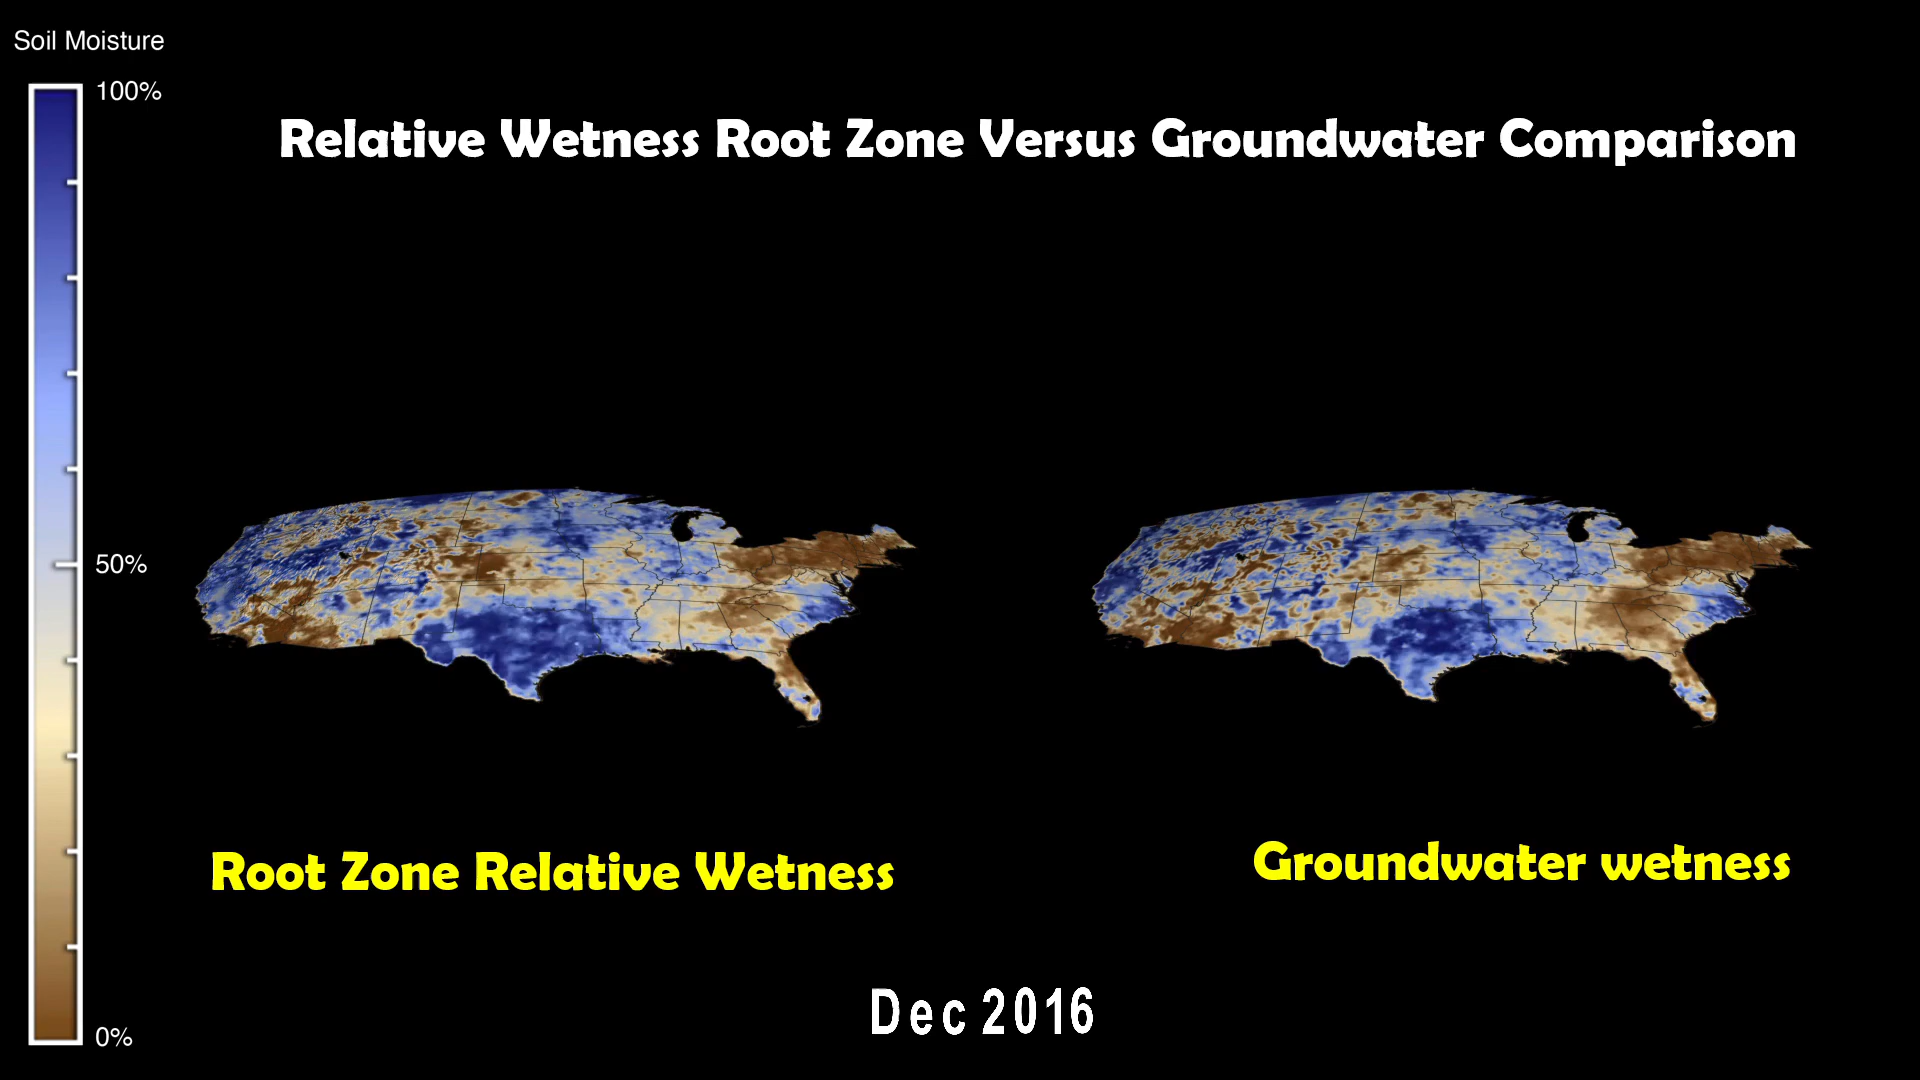 Soil Moisture
100%
Relative Wetness Root Zone Versus Groundwater Comparison
50%
Root Zone Relative Wetness
Groundwater wetness
Dec 2016
0%